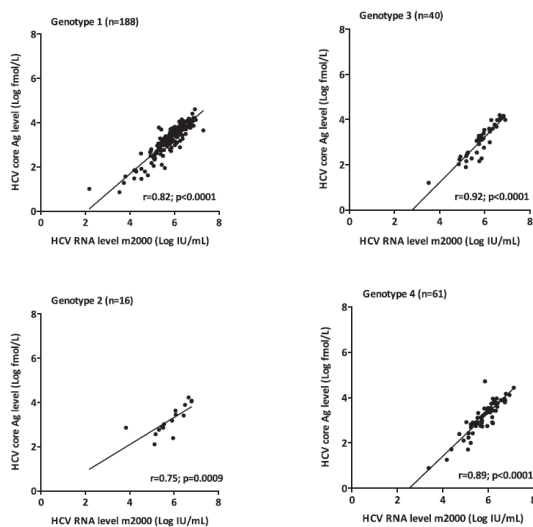 Genotype 1 (n=188)
HCV core Ag level (Log fmol/L)
8
6
4
2
0
0
2
4
6
8
r=0.82; p<0.0001
HCV RNA level m2000 (Log IU/mL)
Genotype 3 (n=40)
HCV core Ag level (Log fmol/L)
8
6
4
2
0
0
2
4
6
8
r=0.92; p<0.0001
HCV RNA level m2000 (Log IU/mL)
Genotype 2 (n=16)
HCV core Ag level (Log fmol/L)
8
6
4
2
0
0
2
4
6
8
r=0.75; p=0.0009
HCV RNA level m2000 (Log IU/mL)
Genotype 4 (n=61)
HCV core Ag level (Log fmol/L)
8
6
4
2
0
0
2
4
6
8
r=0.89; p<0.0001
HCV RNA level m2000 (Log IU/mL)